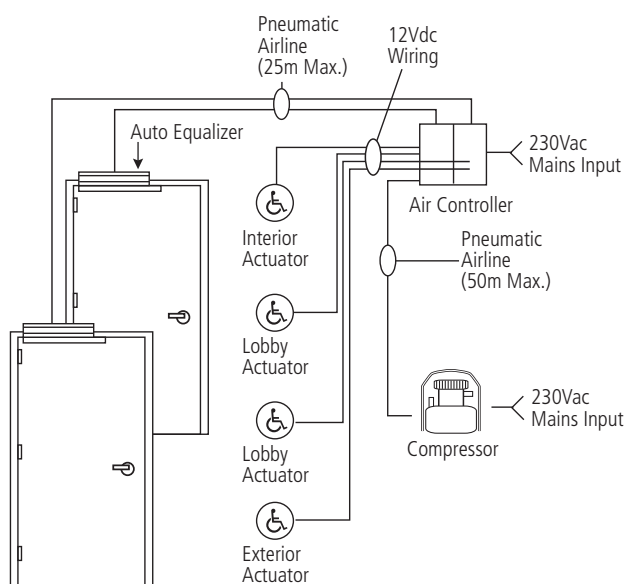 Pneumatic
Airline
(25m Max.)
12Vdc
Wiring
Auto Equalizer
230Vac
Mains Input
Air Controller
Interior
Actuator
Pneumatic
Airline
(50m Max.)
Lobby
Actuator
230Vac
Mains Input
Compressor
Lobby
Actuator
Exterior
Actuator